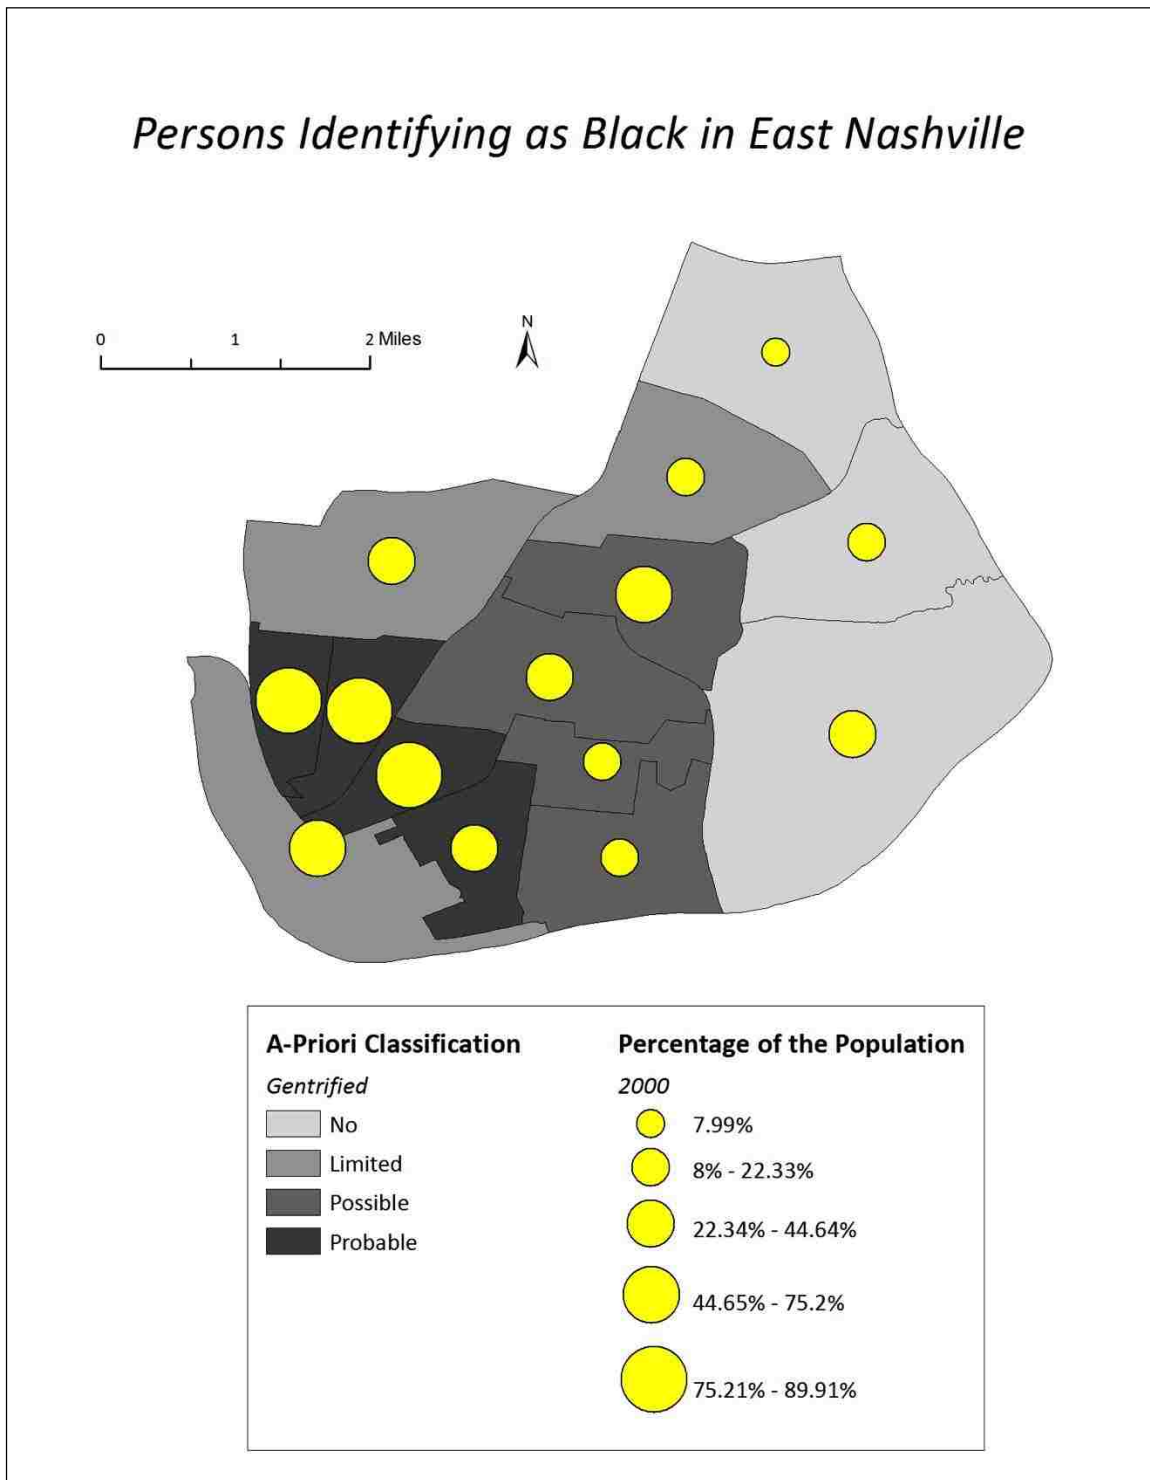 Persons Identifying as Black in East Nashville
0 1 2 Miles
N
A-Priori Classification
Gentrified
No
Limited
Possible
Probable
Percentage of the Population
2000
7.99%
8% - 22.33%
22.34% - 44.64%
44.65% - 75.2%
75.21% - 89.91%